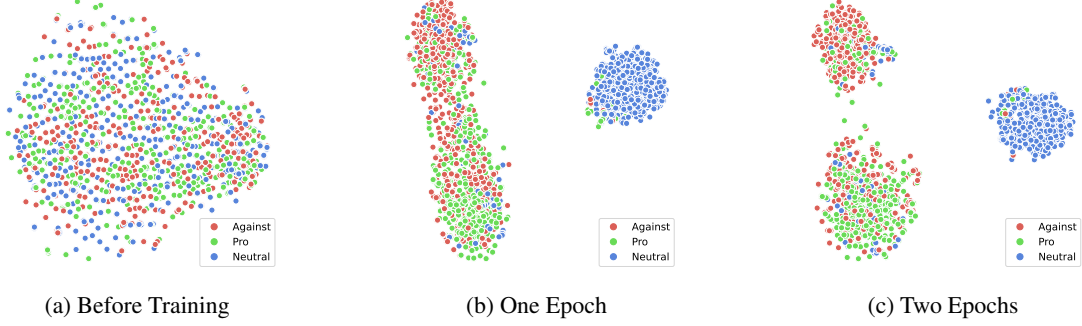 Against
Pro
Neutral
(a) Before Training
Against
Pro
Neutral
(b) One Epoch
Against
Pro
Neutral
(c) Two Epochs